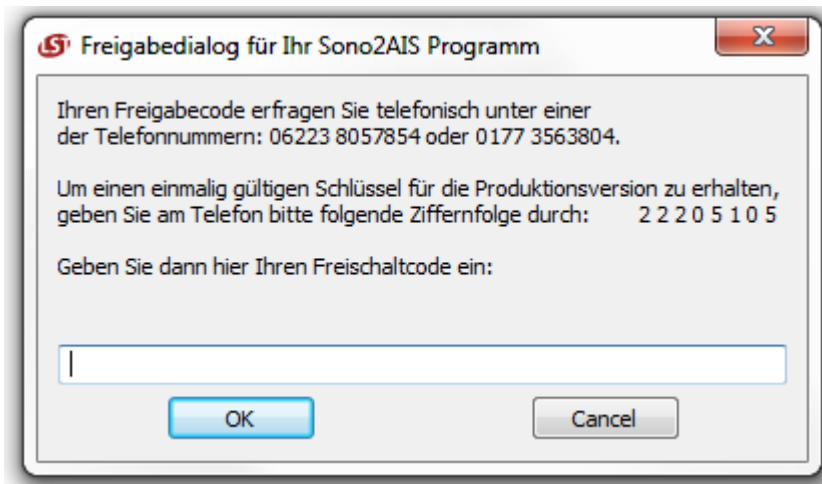 Freigabedialog für Ihr Sono2AIS Programm
Ihren Freigabecode erfragen Sie telefonisch unter einer
der Telefonnummern: 06223 8057854 oder 0177 3563804.
Um einen einmalig gültigen Schlüssel für die Produktionsversion zu erhalten,
geben Sie am Telefon bitte folgende Ziffernfolge durch: 2 2 2 0 5 1 0 5
Geben Sie dann hier Ihren Freischaltcode ein:
OK Cancel